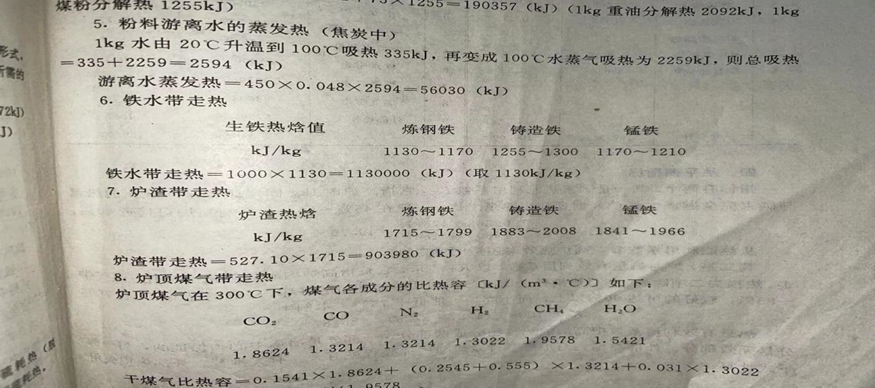 煤粉分解热 1255kJ) ×1255=190357 (kJ) (1kg 重油分解热 2092kJ, 1kg
5. 粉料游离水的蒸发热 (焦炭中)
1kg 水由 20℃升温到 100℃吸热 335kJ, 再变成 100℃水蒸气吸热为 2259kJ, 则总吸热
=335+2259=2594 (kJ)
游离水蒸发热=450×0.048×2594=56030 (kJ)
6. 铁水带走热
生铁热焓值 炼钢铁 铸造铁 锰铁
kJ/kg 1130~1170 1255~1300 1170~1210
铁水带走热=1000×1130=1130000 (kJ) (取 1130kJ/kg)
7. 炉渣带走热
炉渣热焓 炼钢铁 铸造铁 锰铁
kJ/kg 1715~1799 1883~2008 1841~1966
炉渣带走热=527.10×1715=903980 (kJ)
8. 炉顶煤气带走热
炉顶煤气在 300℃下, 煤气各成分的比热容 〔kJ/ (m³·℃)〕 如下:
CO₂ CO N₂ H₂ CH₄ H₂O
1.8624 1.3214 1.3214 1.3022 1.9578 1.5421
干煤气比热容=0.1541×1.8624+ (0.2545+0.555) ×1.3214+0.031×1.3022
1.9578
形式,
所需的
72kJ)
J)